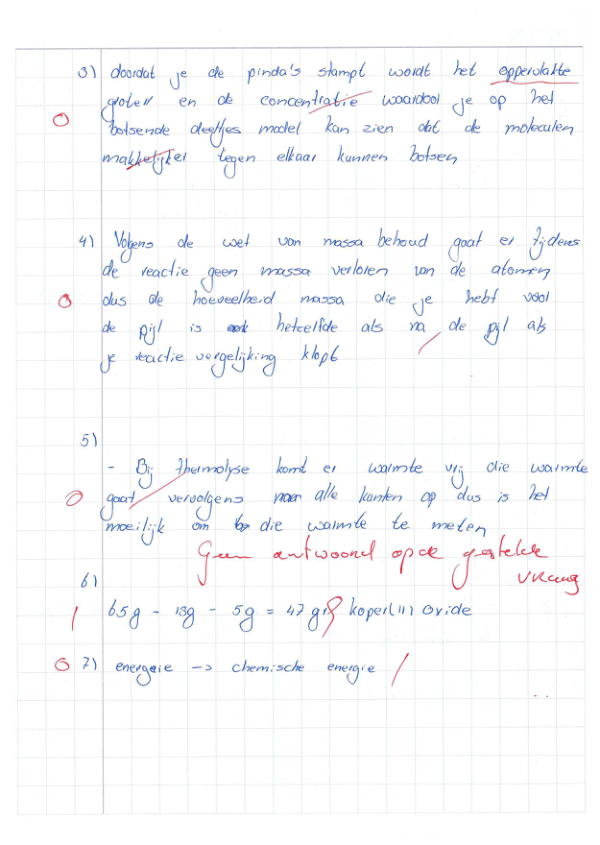 3) doordat je de pinda's stampt wordt het oppervlakte
groter en de concentratie waardoor je op het
0
botsende deeltjes model kan zien dat de moleculen
makkelijker tegen elkaar kunnen botsen
4) Volgens de wet van massa behoud gaat er tijdens
de reactie geen massa verloren van de atomen
0 dus de hoeveelheid massa die je hebt voor
de pijl is hetzelfde als na de pijl als
je reactie vergelijking klopt
5)
- Bij thermolyse komt er warmte vrij die warmte
0 gaat vervolgens naar alle kanten op dus is het
moeilijk om die warmte te meten
Geen antwoord op de gestelde
vraag
6)
1 65g - 13g - 5g = 47 koper(II) oxide
0 7) energeie -> chemische energie